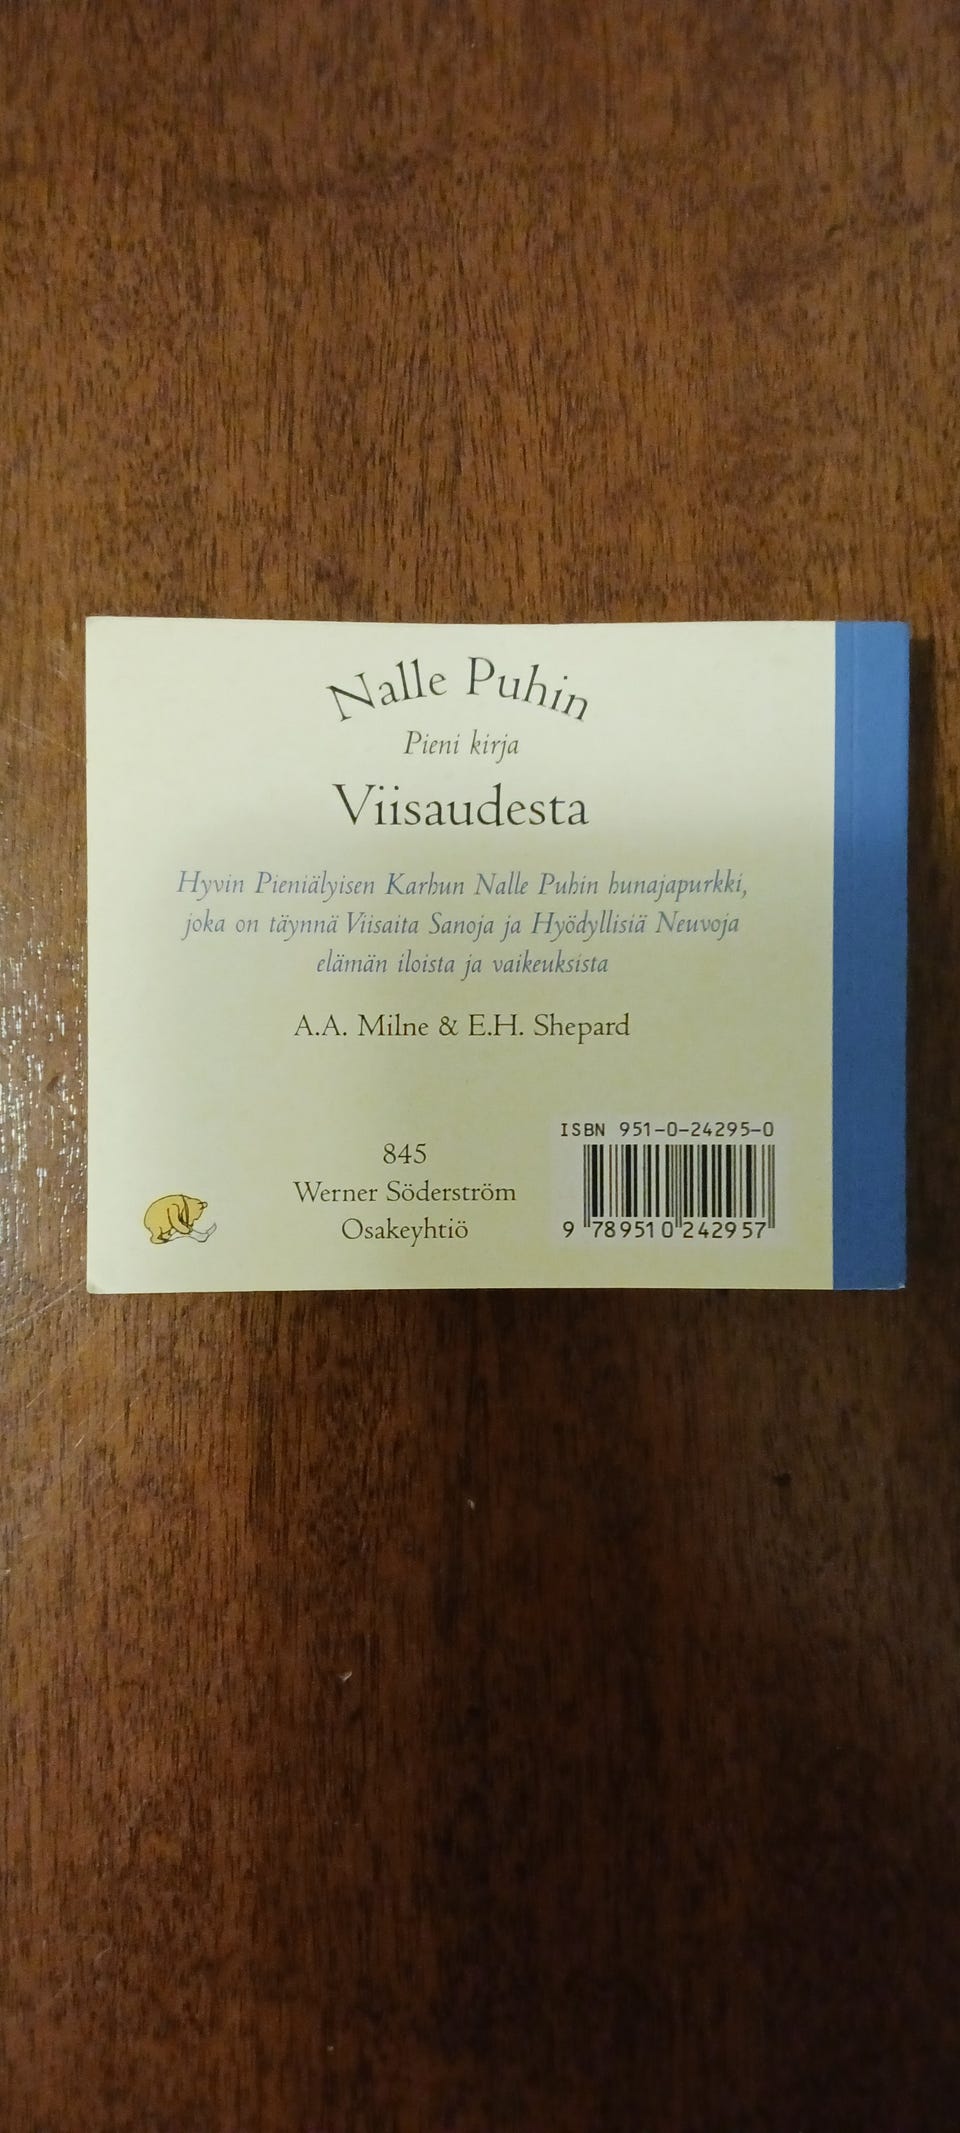 Nalle Puhin
Pieni kirja
Viisaudesta
Hyvin Pieniälyisen Karhun Nalle Puhin hunajapurkki,
joka on täynnä Viisaita Sanoja ja Hyödyllisiä Neuvoja
elämän iloista ja vaikeuksista
A.A. Milne & E.H. Shepard
845
Werner Söderström
Osakeyhtiö
ISBN 951-0-24295-0
9 789510 242957